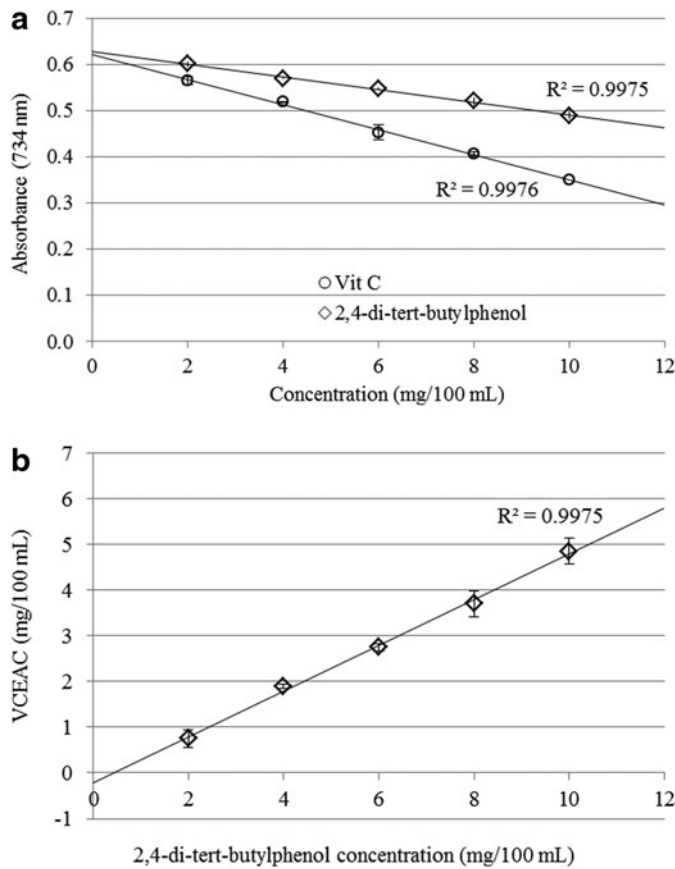 a
0.7
0.6
0.5
0.4
0.3
0.2
0.1
0.0
Absorbance (734 nm)
R² = 0.9975
R² = 0.9976
Vit C
2,4-di-tert-butylphenol
0 2 4 6 8 10 12
Concentration (mg/100 mL)
b
7
6
5
4
3
2
1
0
-1
VCEAC (mg/100 mL)
R² = 0.9975
0 2 4 6 8 10 12
2,4-di-tert-butylphenol concentration (mg/100 mL)